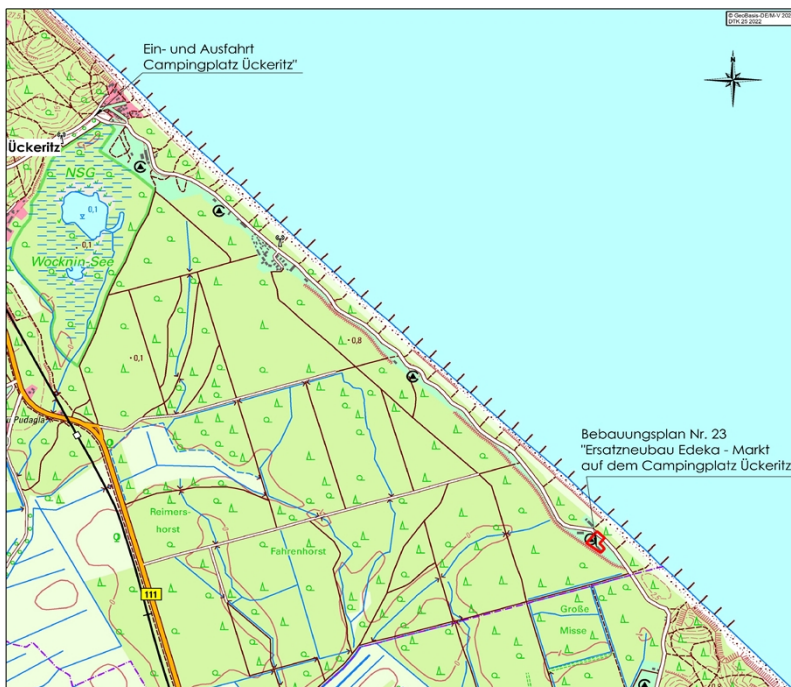 © GeoBasis-DE/M-V 202
DTK 25 2022
N
Ein- und Ausfahrt
Campingplatz Ückeritz"
Ückeritz
NSG
0,1
0,1
Wocknin-See
0,1
0,8
Pudagla
Bebauungsplan Nr. 23
"Ersatzneubau Edeka - Markt
auf dem Campingplatz Ückeritz
Reimers-
horst
Fahrenhorst
111
Große
Misse